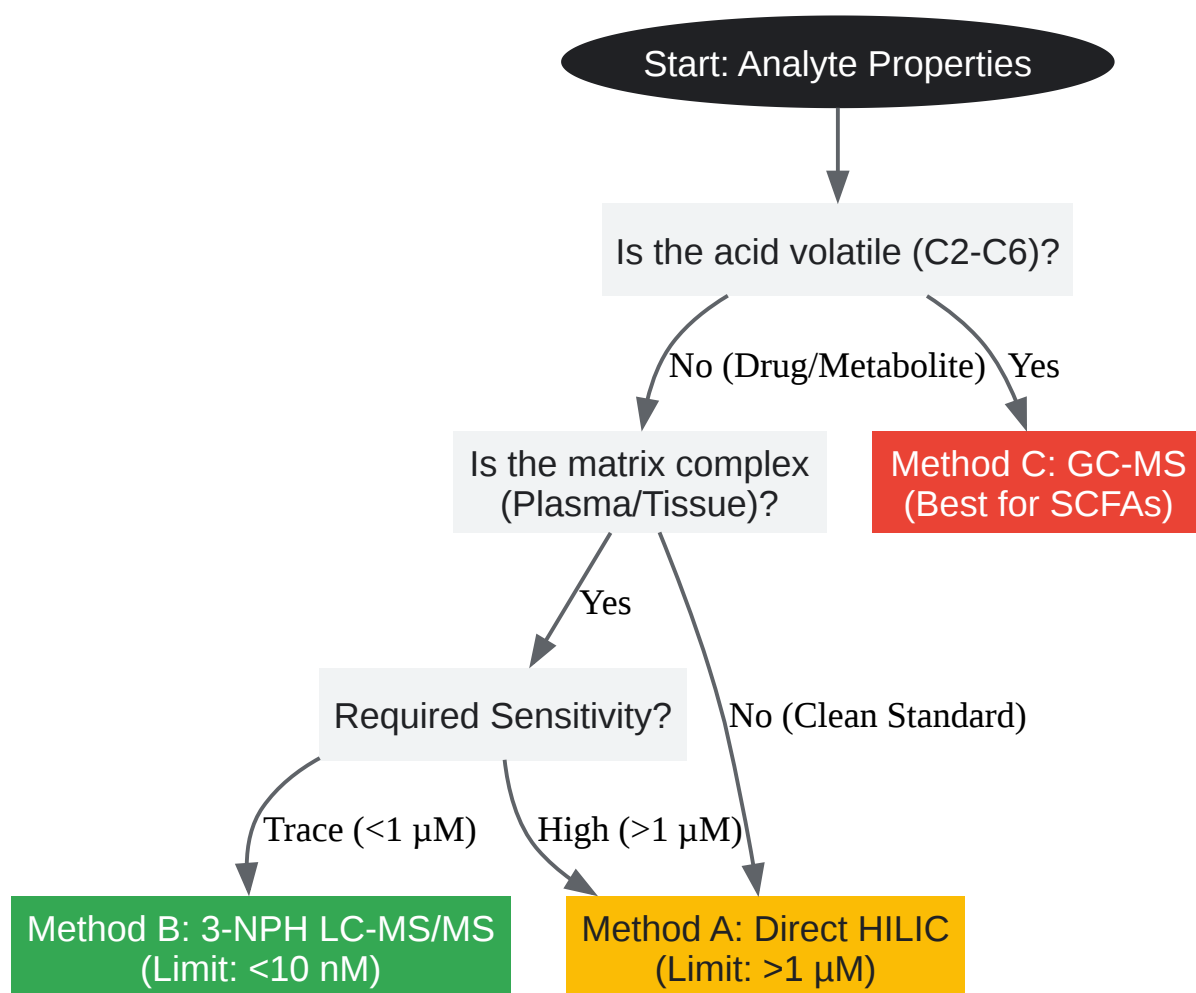 Start: Analyte Properties
Is the acid volatile (C2-C6)?
No (Drug/Metabolite)
Yes
Is the matrix complex
(Plasma/Tissue)?
Method C: GC-MS
(Best for SCFAs)
Yes
Required Sensitivity?
No (Clean Standard)
Trace (<1 µM)
High (>1 µM)
Method B: 3-NPH LC-MS/MS
(Limit: <10 nM)
Method A: Direct HILIC
(Limit: >1 µM)